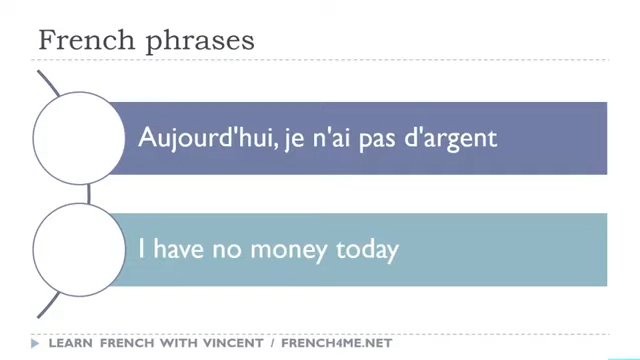 French phrases
Aujourd'hui, je n'ai pas d'argent
I have no money today
LEARN FRENCH WITH VINCENT / FRENCH4ME.NET